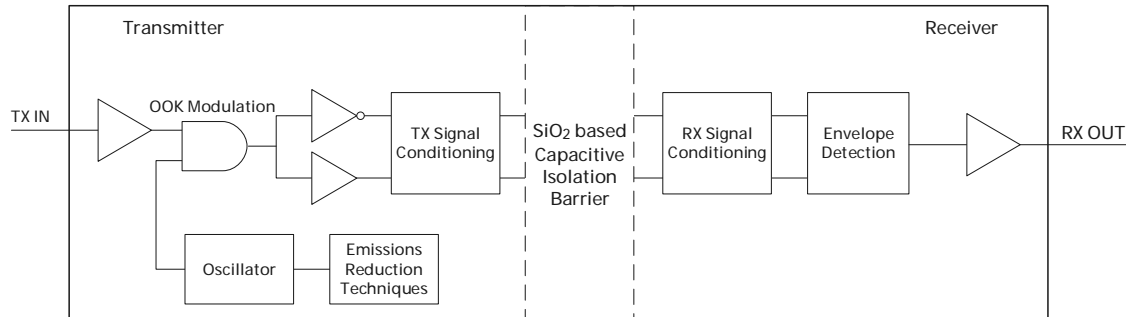 Transmitter
Receiver
TX IN
OOK Modulation
TX Signal
Conditioning
SiO2 based
Capacitive
Isolation
Barrier
RX Signal
Conditioning
Envelope
Detection
RX OUT
Oscillator
Emissions
Reduction
Techniques